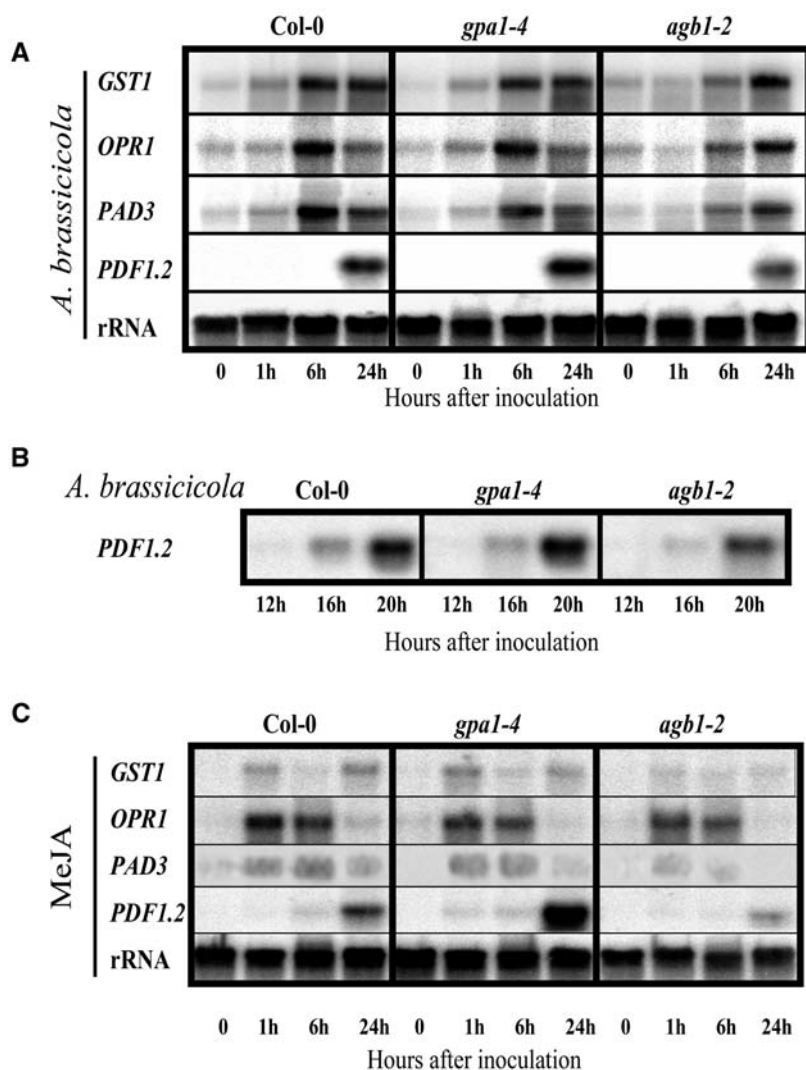 A
Col-0 gpa1-4 agb1-2
A. brassicicola
GST1
OPR1
PAD3
PDF1.2
rRNA
0 1h 6h 24h 0 1h 6h 24h 0 1h 6h 24h
Hours after inoculation
B
A. brassicicola Col-0 gpa1-4 agb1-2
PDF1.2
12h 16h 20h 12h 16h 20h 12h 16h 20h
Hours after inoculation
C
Col-0 gpa1-4 agb1-2
MeJA
GST1
OPR1
PAD3
PDF1.2
rRNA
0 1h 6h 24h 0 1h 6h 24h 0 1h 6h 24h
Hours after inoculation